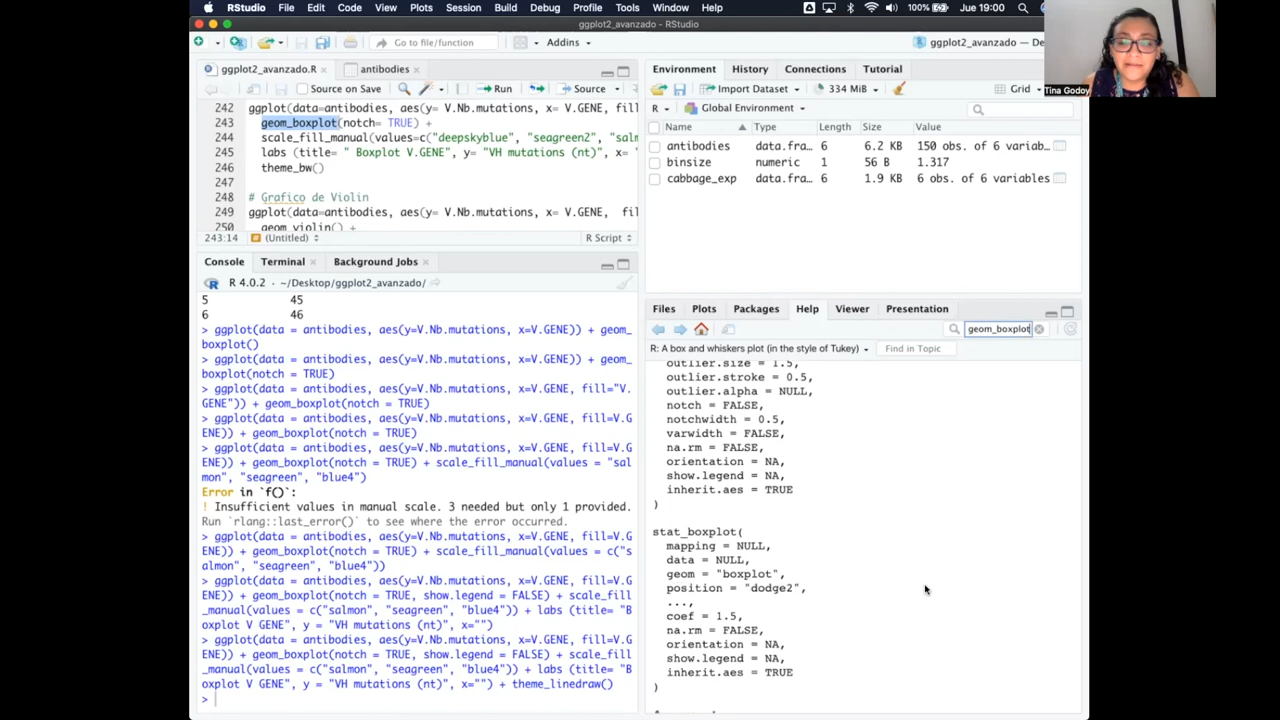 RStudio File Edit Code View Plots Session Build Debug Profile Tools Window Help 100% Jue 19:00
ggplot2_avanzado - RStudio
Go to file/function Addins ggplot2_avanzado — De
Tina Godoy
ggplot2_avanzado.R antibodies
Source on Save Run Source
242 ggplot(data=antibodies, aes(y= V.Nb.mutations, x= V.GENE, fill
243 geom_boxplot(notch= TRUE) +
244 scale_fill_manual(values=c("deepskyblue", "seagreen2", "salm
245 labs (title= " Boxplot V.GENE", y= "VH mutations (nt)", x= "
246 theme_bw()
247
248 # Grafico de Violin
249 ggplot(data=antibodies, aes(y= V.Nb.mutations, x= V.GENE, fil
250 geom_violin() +
243:14 (Untitled) R Script
Console Terminal Background Jobs
R 4.0.2 · ~/Desktop/ggplot2_avanzado/
5 45
6 46
> ggplot(data = antibodies, aes(y=V.Nb.mutations, x=V.GENE)) + geom_
boxplot()
> ggplot(data = antibodies, aes(y=V.Nb.mutations, x=V.GENE)) + geom_
boxplot(notch = TRUE)
> ggplot(data = antibodies, aes(y=V.Nb.mutations, x=V.GENE, fill="V.
GENE")) + geom_boxplot(notch = TRUE)
> ggplot(data = antibodies, aes(y=V.Nb.mutations, x=V.GENE, fill=V.G
ENE)) + geom_boxplot(notch = TRUE)
> ggplot(data = antibodies, aes(y=V.Nb.mutations, x=V.GENE, fill=V.G
ENE)) + geom_boxplot(notch = TRUE) + scale_fill_manual(values = "sal
mon", "seagreen", "blue4")
Error in `f()`:
! Insufficient values in manual scale. 3 needed but only 1 provided.
Run `rlang::last_error()` to see where the error occurred.
> ggplot(data = antibodies, aes(y=V.Nb.mutations, x=V.GENE, fill=V.G
ENE)) + geom_boxplot(notch = TRUE) + scale_fill_manual(values = c("s
almon", "seagreen", "blue4"))
> ggplot(data = antibodies, aes(y=V.Nb.mutations, x=V.GENE, fill=V.G
ENE)) + geom_boxplot(notch = TRUE, show.legend = FALSE) + scale_fill
_manual(values = c("salmon", "seagreen", "blue4")) + labs (title= "B
oxplot V GENE", y = "VH mutations (nt)", x="")
> ggplot(data = antibodies, aes(y=V.Nb.mutations, x=V.GENE, fill=V.G
ENE)) + geom_boxplot(notch = TRUE, show.legend = FALSE) + scale_fill
_manual(values = c("salmon", "seagreen", "blue4")) + labs (title= "B
oxplot V GENE", y = "VH mutations (nt)", x="") + theme_linedraw()
>
Environment History Connections Tutorial
Import Dataset 334 MiB Grid
R Global Environment
Name Type Length Size Value
antibodies data.fra… 6 6.2 KB 150 obs. of 6 variab…
binsize numeric 1 56 B 1.317
cabbage_exp data.fra… 6 1.9 KB 6 obs. of 6 variables
Files Plots Packages Help Viewer Presentation
geom_boxplot
R: A box and whiskers plot (in the style of Tukey) Find in Topic
outlier.size = 1.5,
outlier.stroke = 0.5,
outlier.alpha = NULL,
notch = FALSE,
notchwidth = 0.5,
varwidth = FALSE,
na.rm = FALSE,
orientation = NA,
show.legend = NA,
inherit.aes = TRUE
)
stat_boxplot(
mapping = NULL,
data = NULL,
geom = "boxplot",
position = "dodge2",
...,
coef = 1.5,
na.rm = FALSE,
orientation = NA,
show.legend = NA,
inherit.aes = TRUE
)